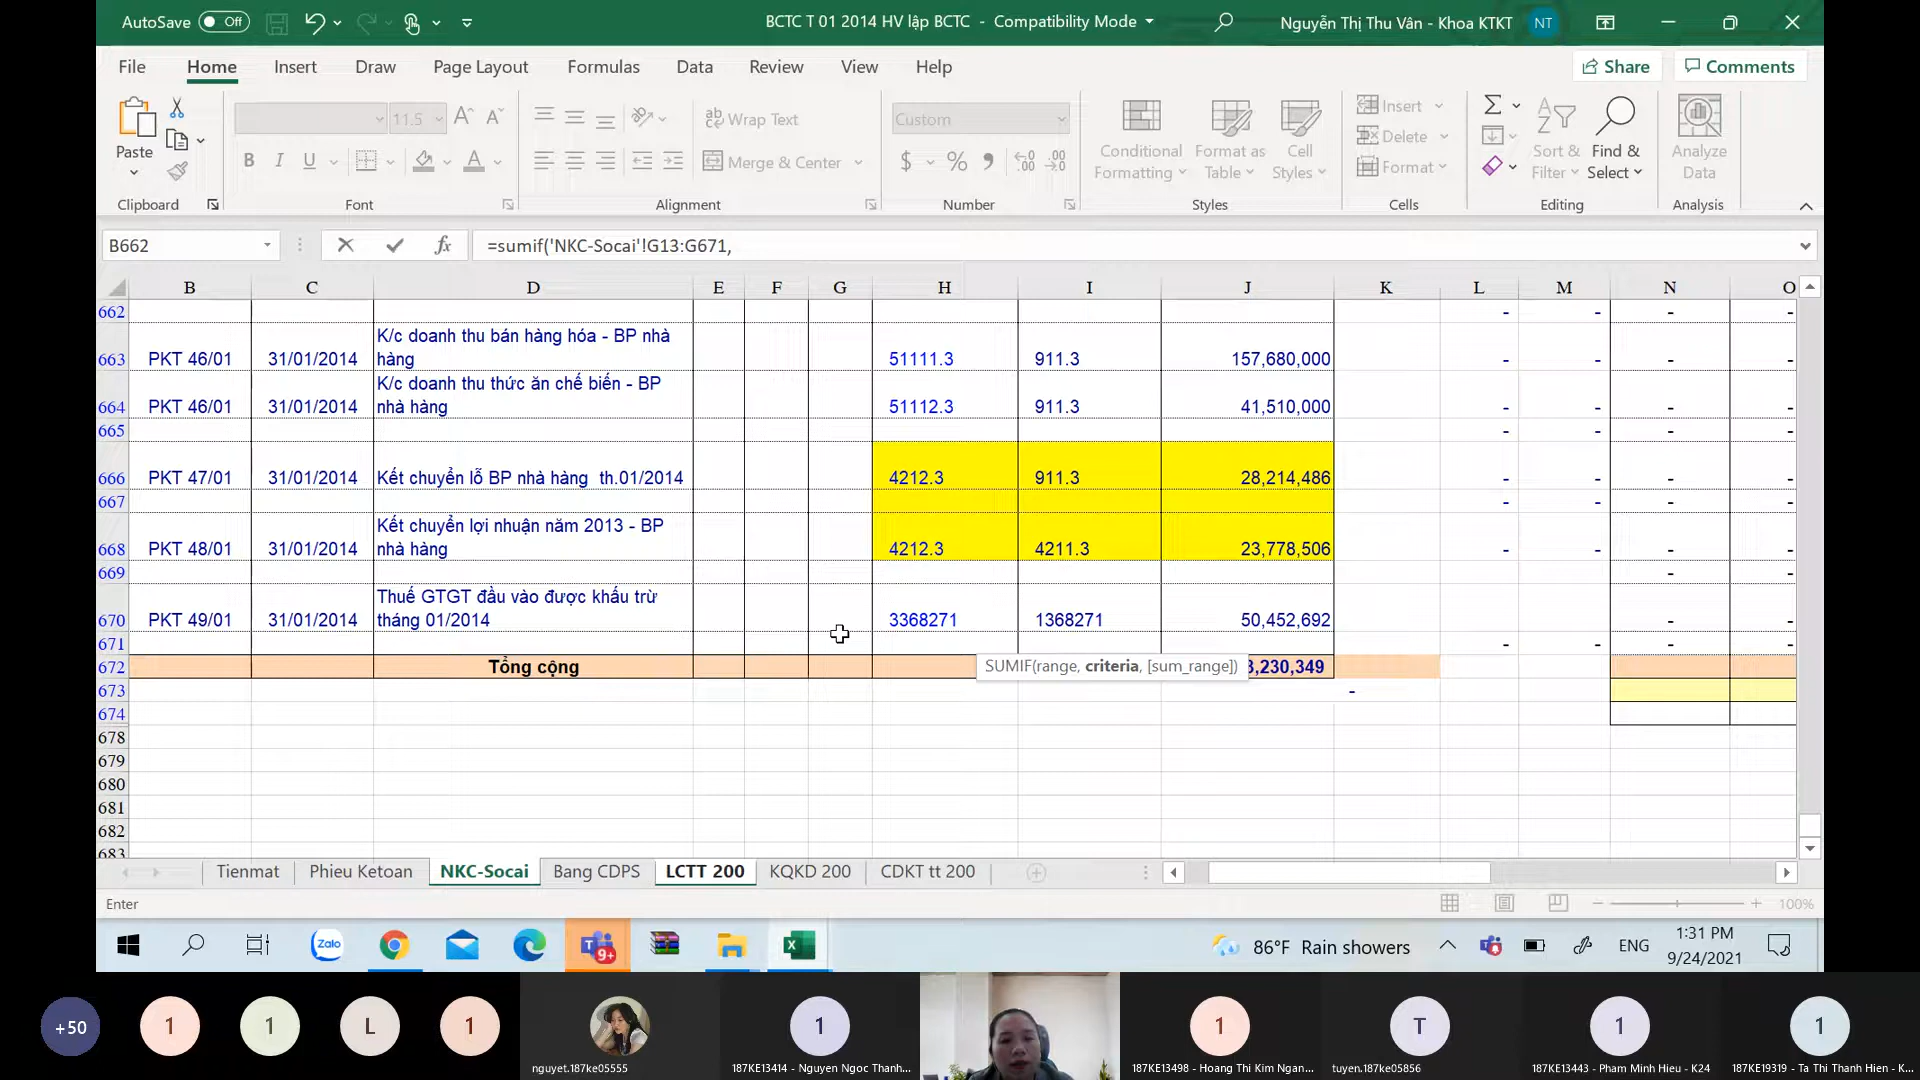 AutoSave Off
BCTC T 01 2014 HV lập BCTC - Compatibility Mode
Nguyễn Thị Thu Vân - Khoa KTKT NT
File Home Insert Draw Page Layout Formulas Data Review View Help
Share Comments
Paste
Clipboard
11.5
B I U
Font
Wrap Text
Merge & Center
Alignment
Custom
$ % 9
Number
Conditional Formatting
Format as Table
Cell Styles
Styles
Insert
Delete
Format
Cells
Sort & Filter
Find & Select
Editing
Analyze Data
Analysis
B662
fx
=sumif('NKC-Socai'!G13:G671,
B C D E F G H I J K L M N O
662 - - - -
663 PKT 46/01 31/01/2014 K/c doanh thu bán hàng hóa - BP nhà hàng 51111.3 911.3 157,680,000 - - - -
664 PKT 46/01 31/01/2014 K/c doanh thu thức ăn chế biến - BP nhà hàng 51112.3 911.3 41,510,000 - - - -
665 - - - -
666 PKT 47/01 31/01/2014 Kết chuyển lỗ BP nhà hàng th.01/2014 4212.3 911.3 28,214,486 - - - -
667 - - - -
668 PKT 48/01 31/01/2014 Kết chuyển lợi nhuận năm 2013 - BP nhà hàng 4212.3 4211.3 23,778,506 - - - -
669 - -
670 PKT 49/01 31/01/2014 Thuế GTGT đầu vào được khấu trừ tháng 01/2014 3368271 1368271 50,452,692 - -
671 - - - -
672 Tổng cộng SUMIF(range, criteria, [sum_range]) 3,230,349
673 -
674
678
679
680
681
682
683
Tienmat Phieu Ketoan NKC-Socai Bang CDPS LCTT 200 KQKD 200 CDKT tt 200
Enter
100%
Zalo
9+
86°F Rain showers
ENG
1:31 PM
9/24/2021
+50 1 1 L 1 1 1 T 1 1
nguyet.187ke05555
187KE13414 - Nguyen Ngoc Thanh...
187KE13498 - Hoang Thi Kim Ngan...
tuyen.187ke05856
187KE13443 - Pham Minh Hieu - K24
187KE19319 - Ta Thi Thanh Hien - K...